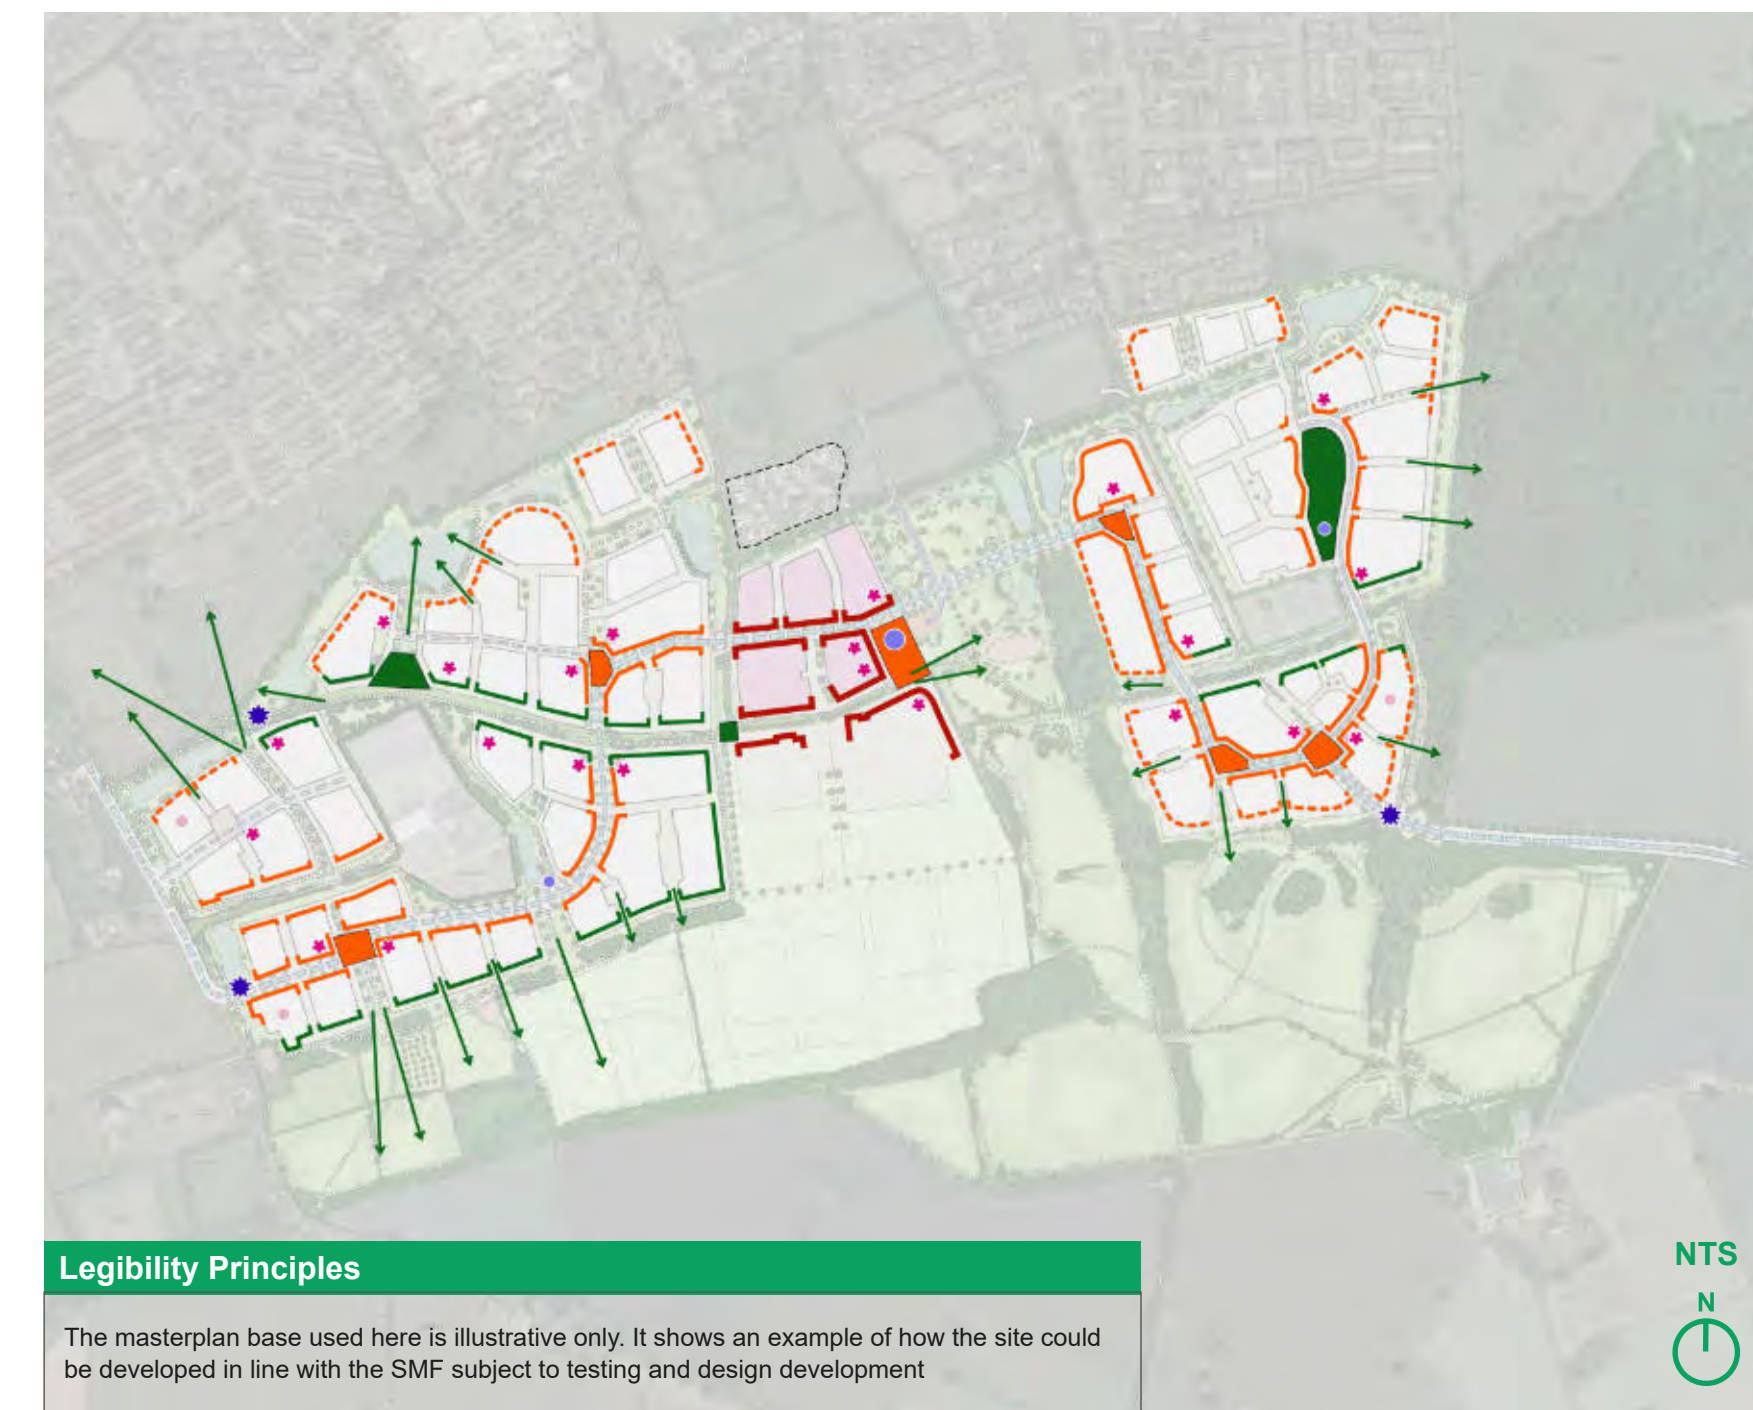 Legibility Principles
The masterplan base used here is illustrative only. It shows an example of how the site could
be developed in line with the SMF subject to testing and design development
NTS
N